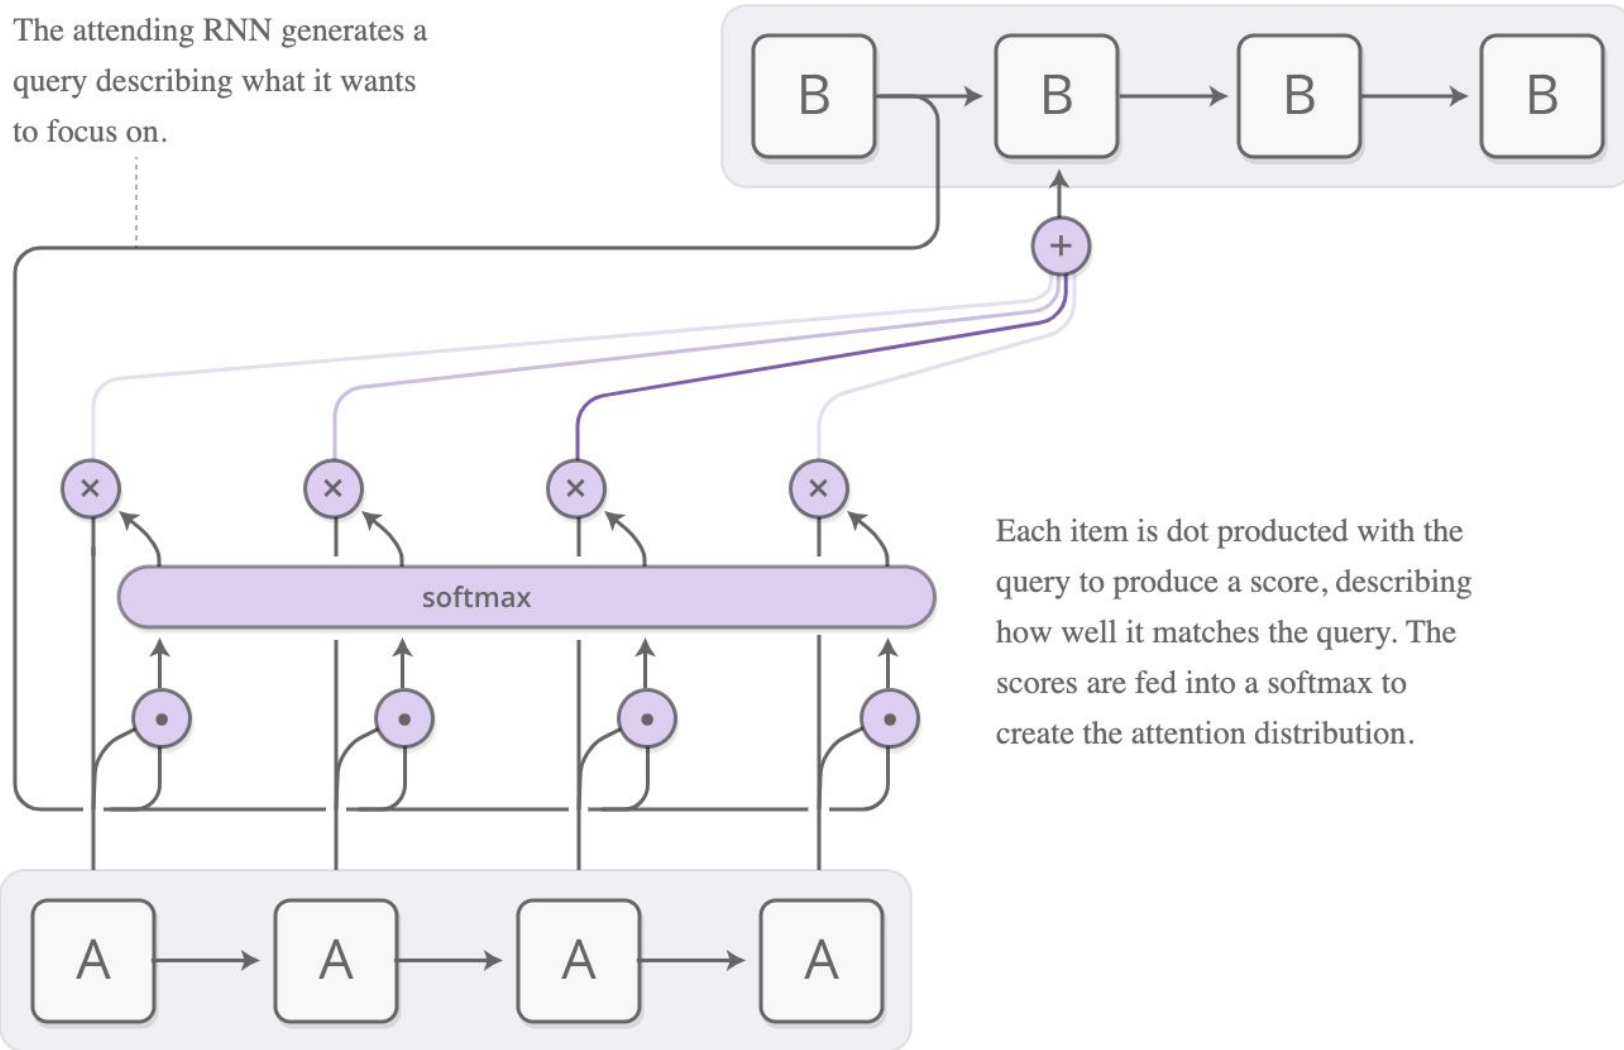 The attending RNN generates a
query describing what it wants
to focus on.
B
B
B
B
+
×
×
×
×
softmax
Each item is dot producted with the
query to produce a score, describing
how well it matches the query. The
scores are fed into a softmax to
create the attention distribution.
A
A
A
A